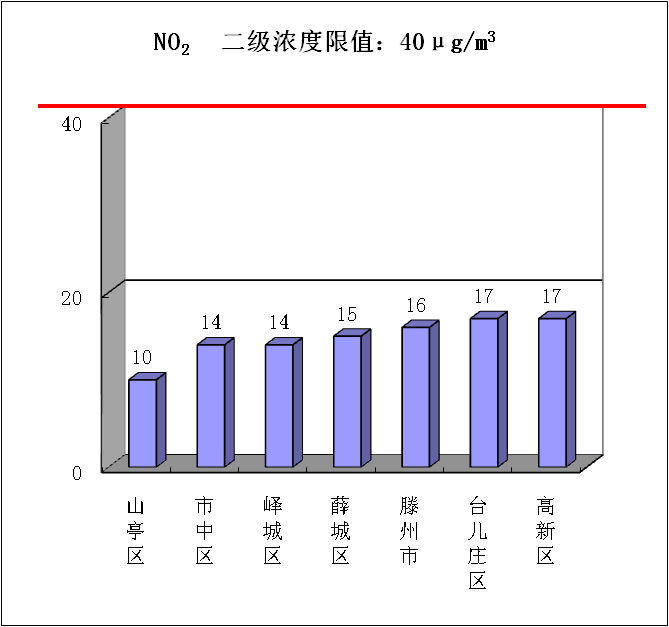 NO₂ 二级浓度限值：40μg/m³
40
20
0
10
14
14
15
16
17
17
山亭区
市中区
峄城区
薛城区
滕州市
台儿庄区
高新区